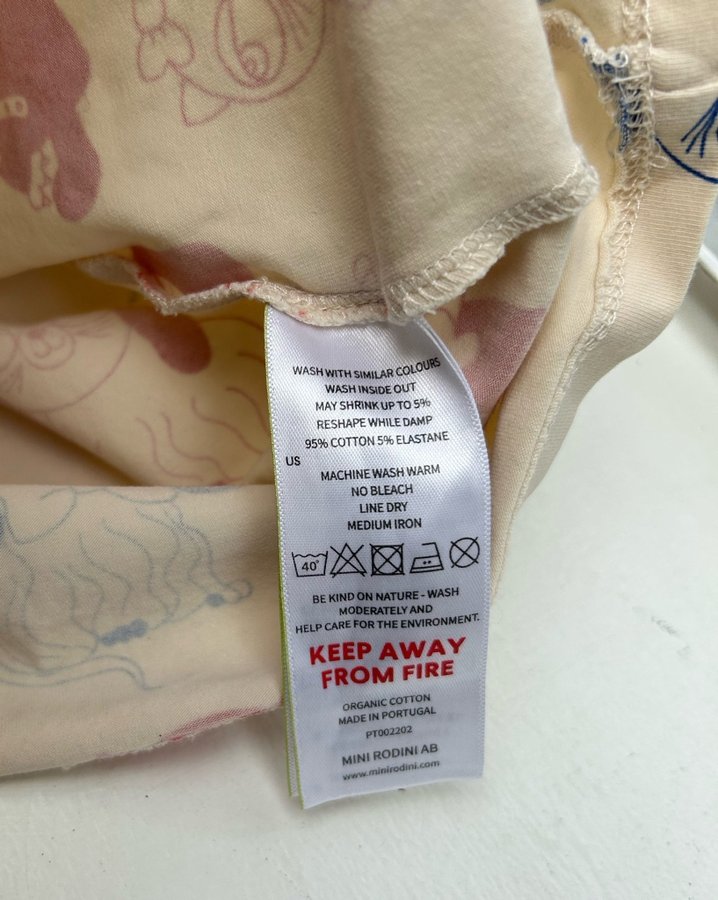 WASH WITH SIMILAR COLOURS
WASH INSIDE OUT
MAY SHRINK UP TO 5%
RESHAPE WHILE DAMP
95% COTTON 5% ELASTANE
US
MACHINE WASH WARM
NO BLEACH
LINE DRY
MEDIUM IRON
40°
BE KIND ON NATURE - WASH
MODERATELY AND
HELP CARE FOR THE ENVIRONMENT.
KEEP AWAY
FROM FIRE
ORGANIC COTTON
MADE IN PORTUGAL
PT002202
MINI RODINI AB
www.minirodini.com